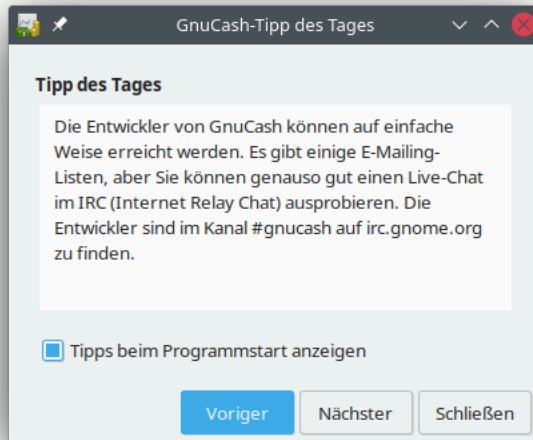 GnuCash-Tipp des Tages
Tipp des Tages
Die Entwickler von GnuCash können auf einfache
Weise erreicht werden. Es gibt einige E-Mailing-
Listen, aber Sie können genauso gut einen Live-Chat
im IRC (Internet Relay Chat) ausprobieren. Die
Entwickler sind im Kanal #gnucash auf irc.gnome.org
zu finden.
Tipps beim Programmstart anzeigen
Voriger Nächster Schließen